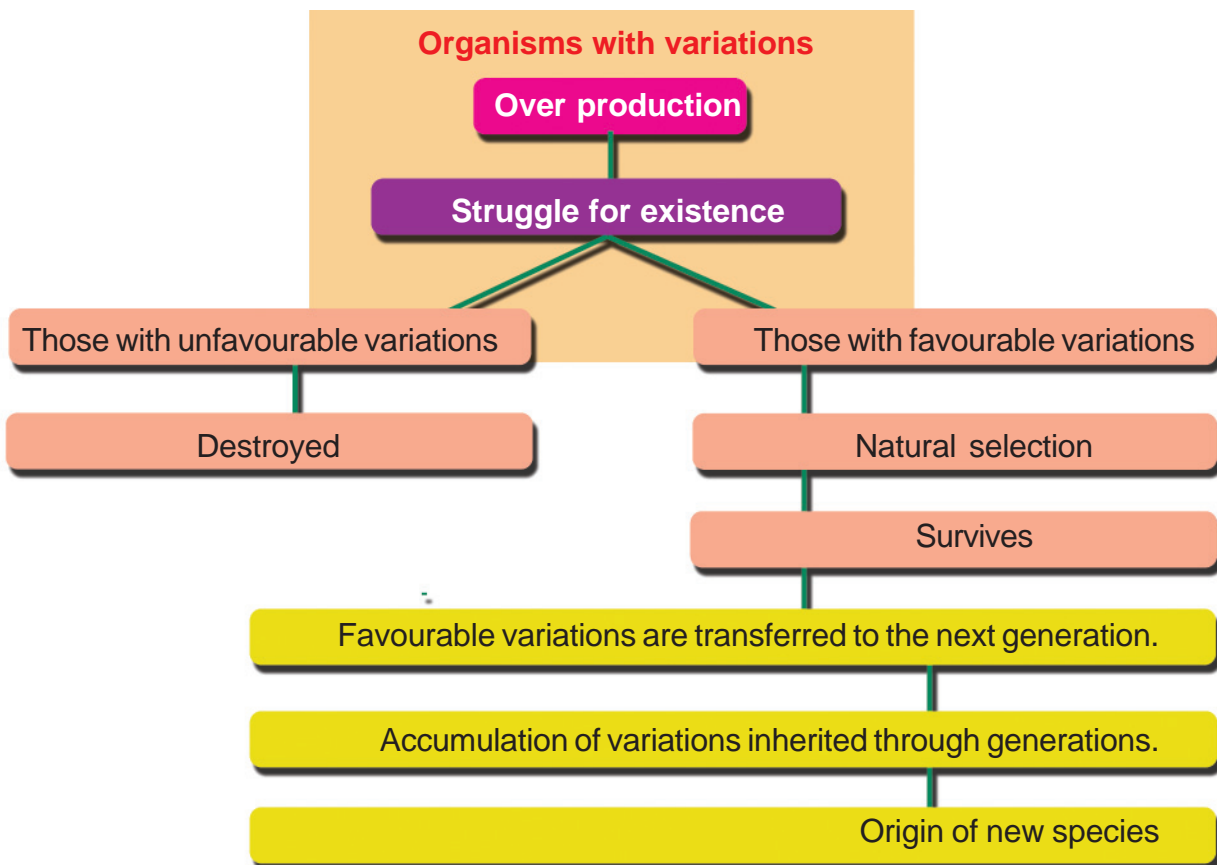 Organisms with variations
Over production
Struggle for existence
Those with unfavourable variations
Those with favourable variations
Destroyed
Natural selection
Survives
Favourable variations are transferred to the next generation.
Accumulation of variations inherited through generations.
Origin of new species